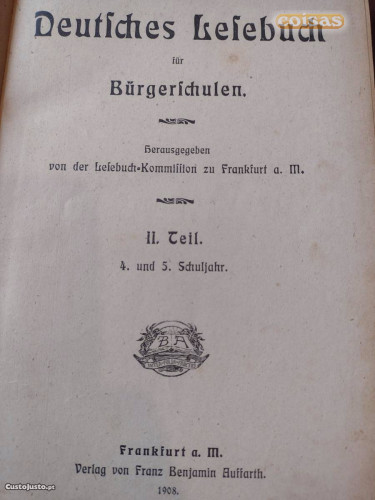 coisas
Deutsches Lesebuch
für
Bürgerschulen.
Herausgegeben
von der Lesebuch-Kommission zu Frankfurt a. M.
II. Teil.
4. und 5. Schuljahr.
B A
Frankfurt a. M.
Verlag von Franz Benjamin Auffarth.
1908.
CustoJusto.pt